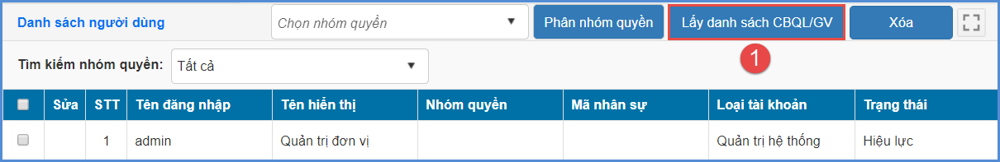 Danh sách người dùng Chọn nhóm quyền Phân nhóm quyền Lấy danh sách CBQL/GV Xóa
1
Tìm kiếm nhóm quyền: Tất cả
Sửa STT Tên đăng nhập Tên hiển thị Nhóm quyền Mã nhân sự Loại tài khoản Trạng thái
1 admin Quản trị đơn vị Quản trị hệ thống Hiệu lực